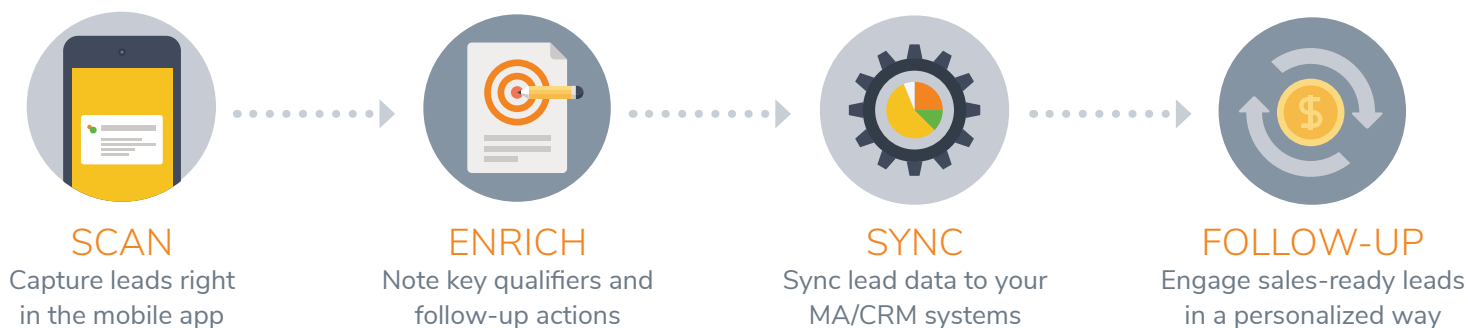 SCAN
Capture leads right
in the mobile app
ENRICH
Note key qualifiers and
follow-up actions
SYNC
Sync lead data to your
MA/CRM systems
$
FOLLOW-UP
Engage sales-ready leads
in a personalized way